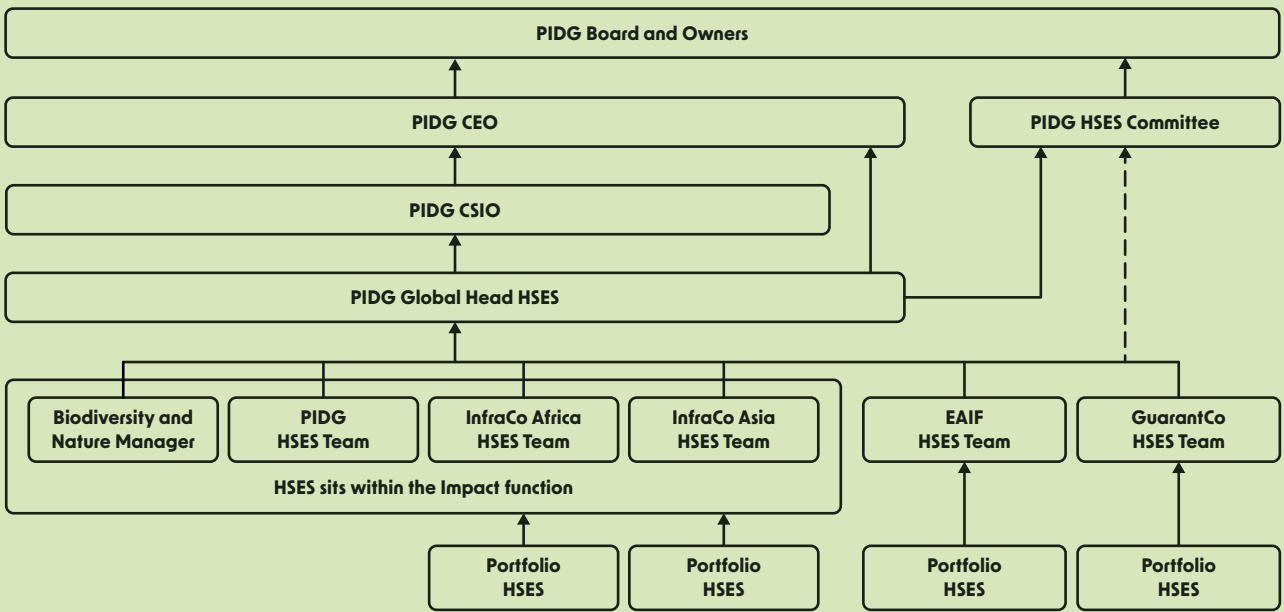 PIDG Board and Owners
PIDG CEO
PIDG HSES Committee
PIDG CSIO
PIDG Global Head HSES
Biodiversity and
Nature Manager
PIDG
HSES Team
InfraCo Africa
HSES Team
InfraCo Asia
HSES Team
EAIF
HSES Team
GuarantCo
HSES Team
HSES sits within the Impact function
Portfolio
HSES
Portfolio
HSES
Portfolio
HSES
Portfolio
HSES